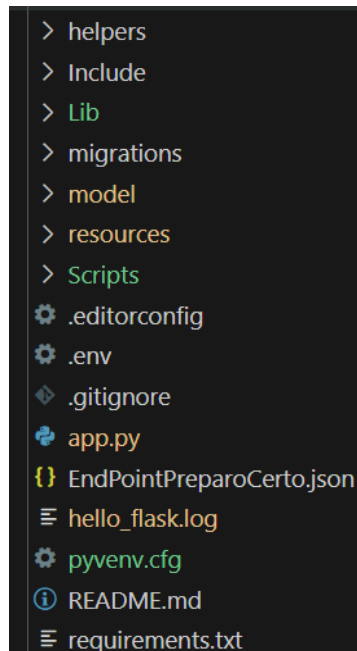 helpers
Include
Lib
migrations
model
resources
Scripts
.editorconfig
.env
.gitignore
app.py
EndPointPreparoCerto.json
hello_flask.log
pyvenv.cfg
README.md
requirements.txt